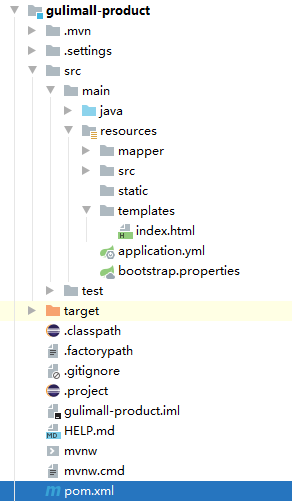 gulimall-product
.mvn
.settings
src
main
java
resources
mapper
src
static
templates
index.html
application.yml
bootstrap.properties
test
target
.classpath
.factorypath
.gitignore
.project
gulimall-product.iml
HELP.md
mvnw
mvnw.cmd
pom.xml